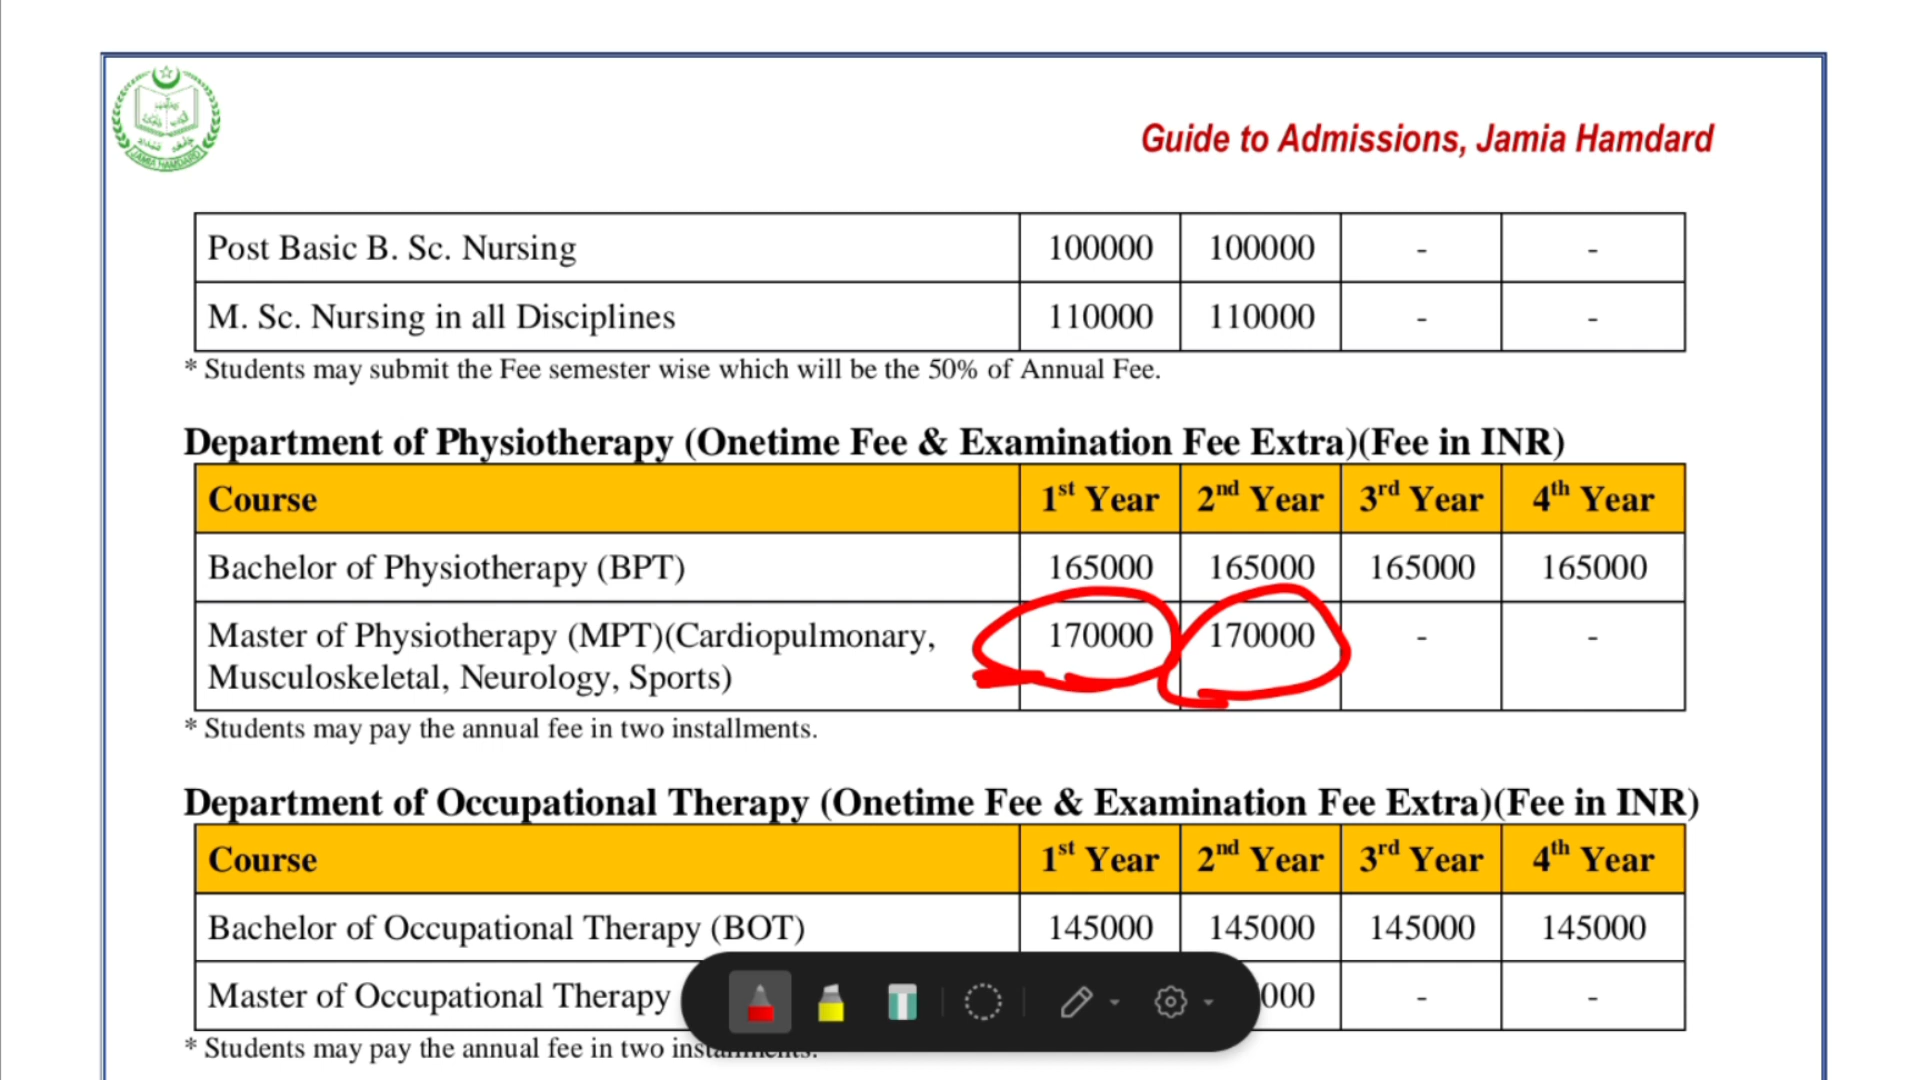 JAMIA HAMDARD
Guide to Admissions, Jamia Hamdard
Post Basic B. Sc. Nursing 100000 100000 - -
M. Sc. Nursing in all Disciplines 110000 110000 - -
* Students may submit the Fee semester wise which will be the 50% of Annual Fee.
Department of Physiotherapy (Onetime Fee & Examination Fee Extra)(Fee in INR)
Course 1st Year 2nd Year 3rd Year 4th Year
Bachelor of Physiotherapy (BPT) 165000 165000 165000 165000
Master of Physiotherapy (MPT)(Cardiopulmonary, 170000 170000 - -
Musculoskeletal, Neurology, Sports)
* Students may pay the annual fee in two installments.
Department of Occupational Therapy (Onetime Fee & Examination Fee Extra)(Fee in INR)
Course 1st Year 2nd Year 3rd Year 4th Year
Bachelor of Occupational Therapy (BOT) 145000 145000 145000 145000
Master of Occupational Therapy 000 - -
* Students may pay the annual fee in two installments.